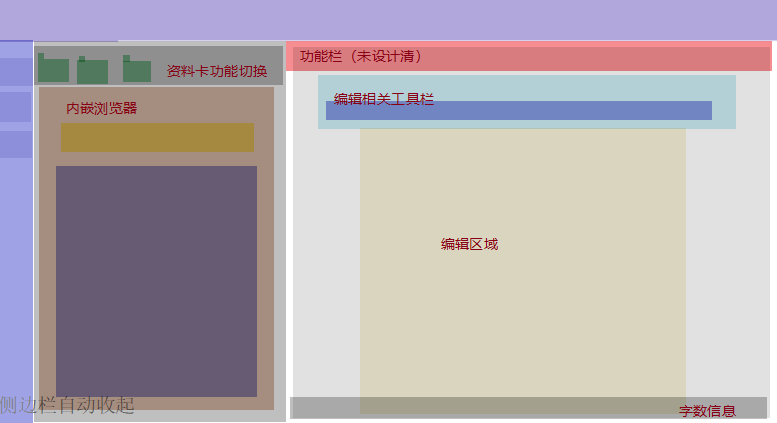 功能栏（未设计清）
资料卡功能切换
编辑相关工具栏
内嵌浏览器
编辑区域
侧边栏自动收起
字数信息